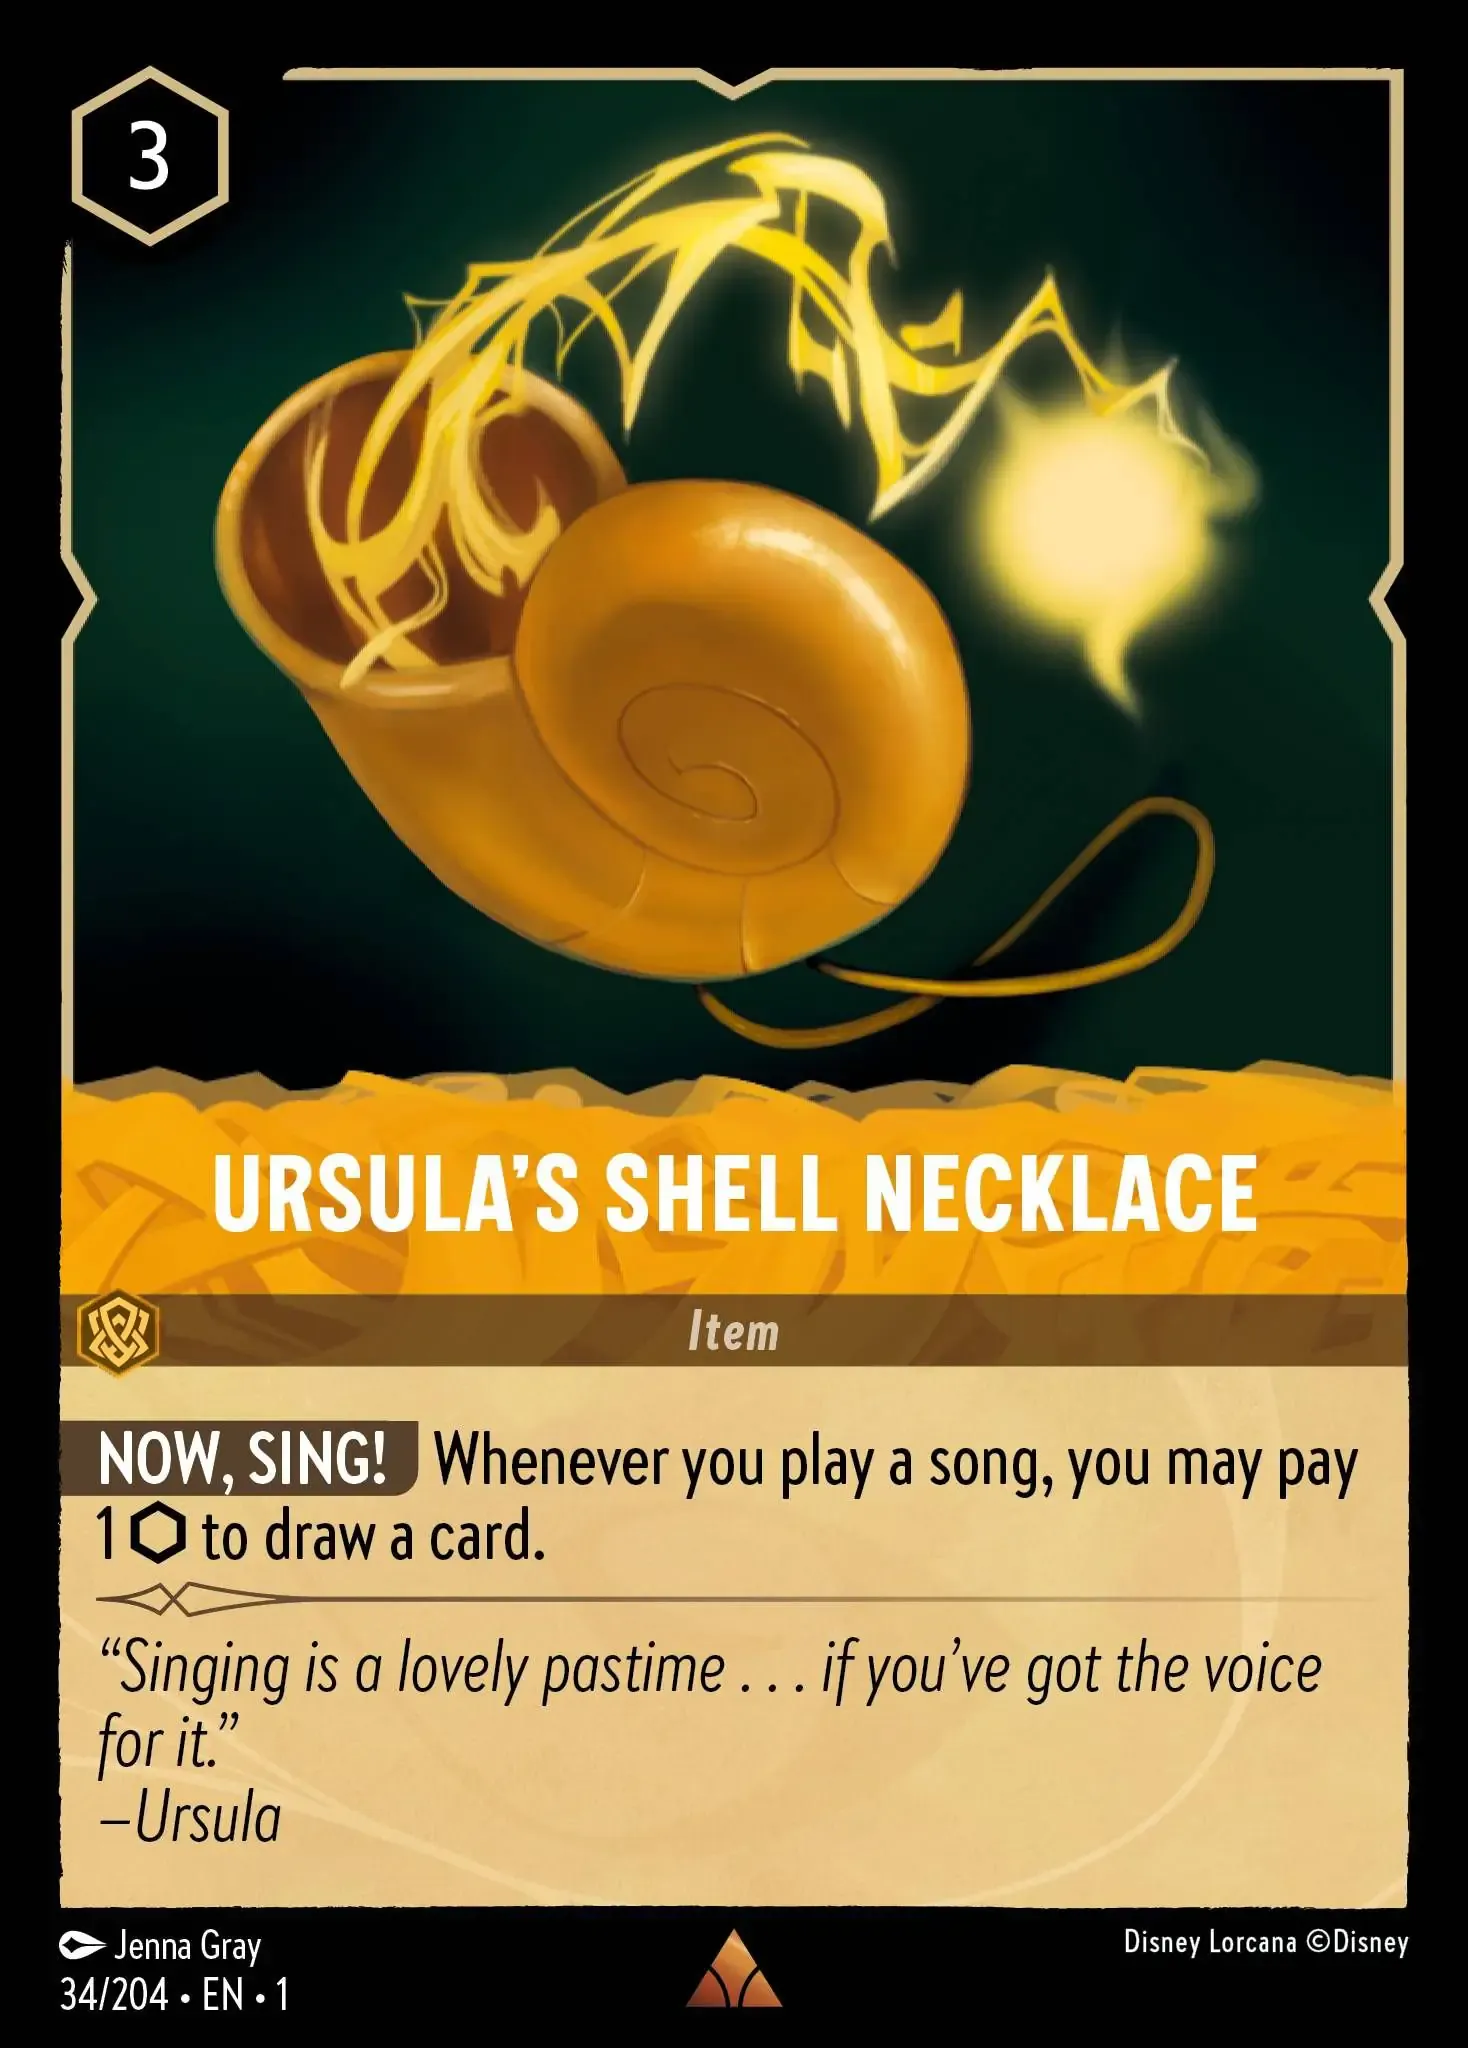 3
URSULA’S SHELL NECKLACE
Item
NOW, SING! Whenever you play a song, you may pay
1 ⬡ to draw a card.
“Singing is a lovely pastime . . . if you’ve got the voice
for it.”
–Ursula
Jenna Gray
34/204 • EN • 1
Disney Lorcana ©Disney